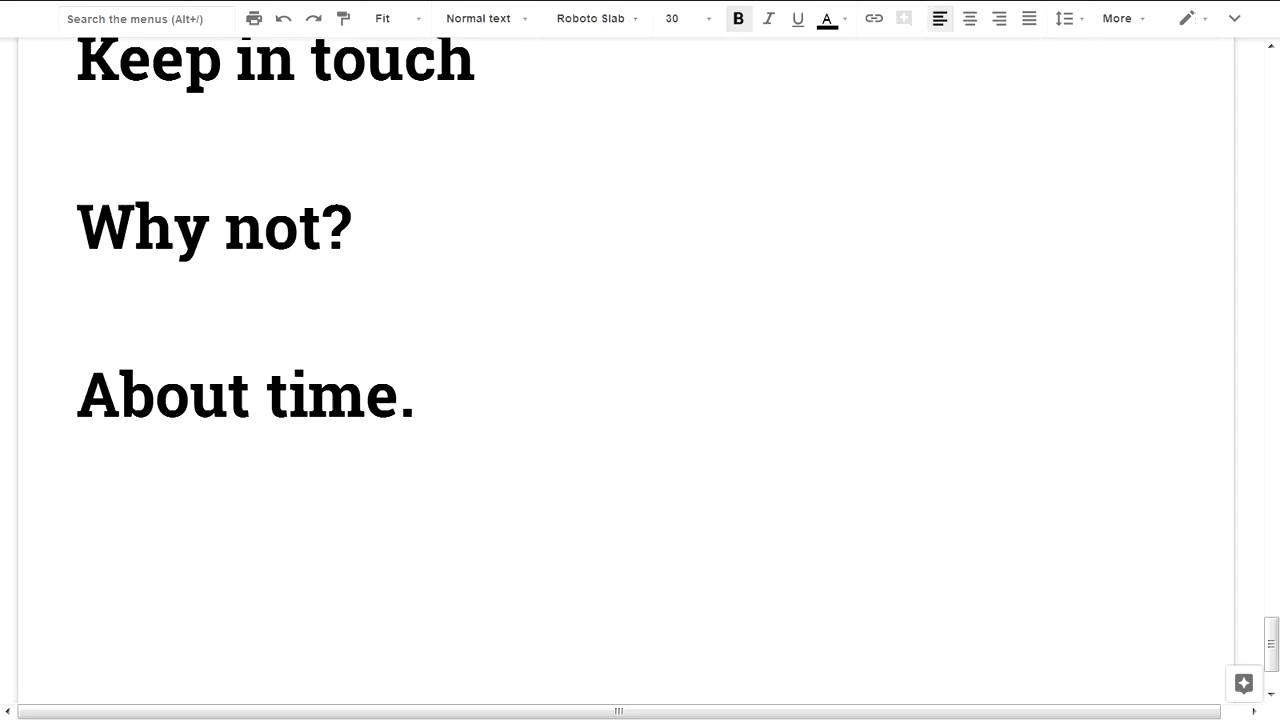 Search the menus (Alt+/) Fit Normal text Roboto Slab 30 B I U A More
Keep in touch
Why not?
About time.